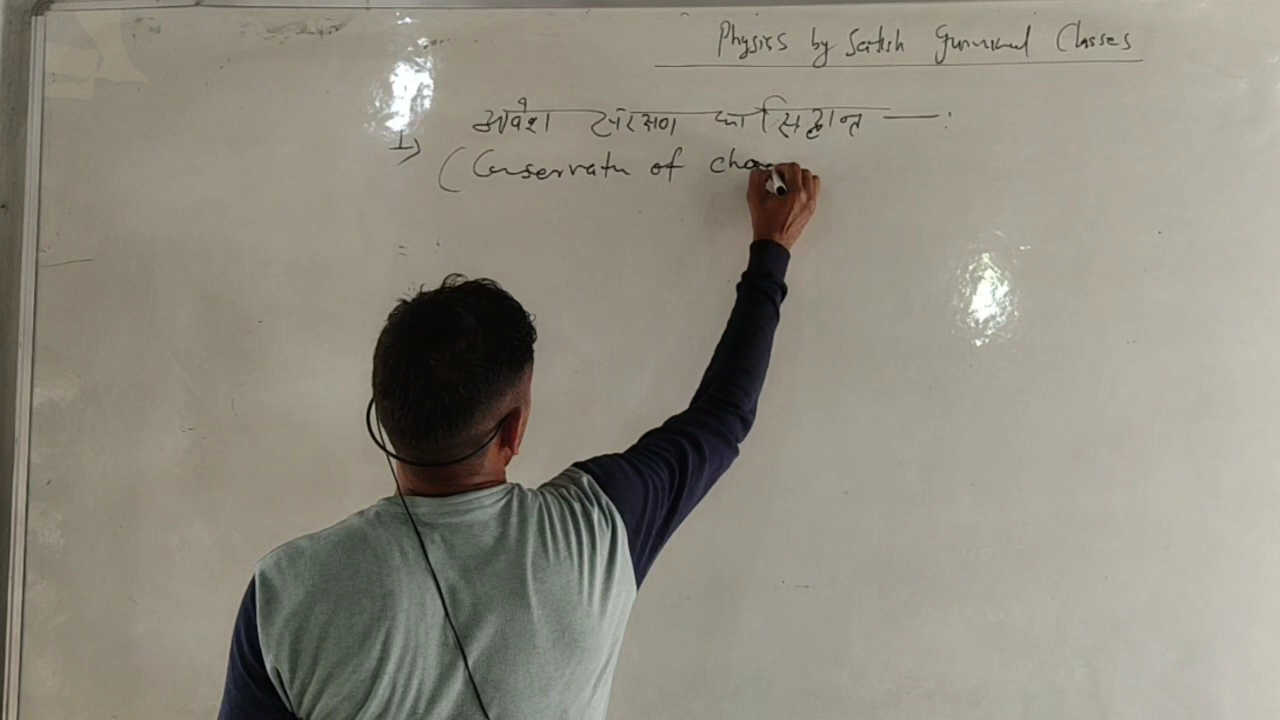 Physics by Satish Gurukul Classes
1) आवेश संरक्षण का सिद्धान्त —:
(Conservatn of cha